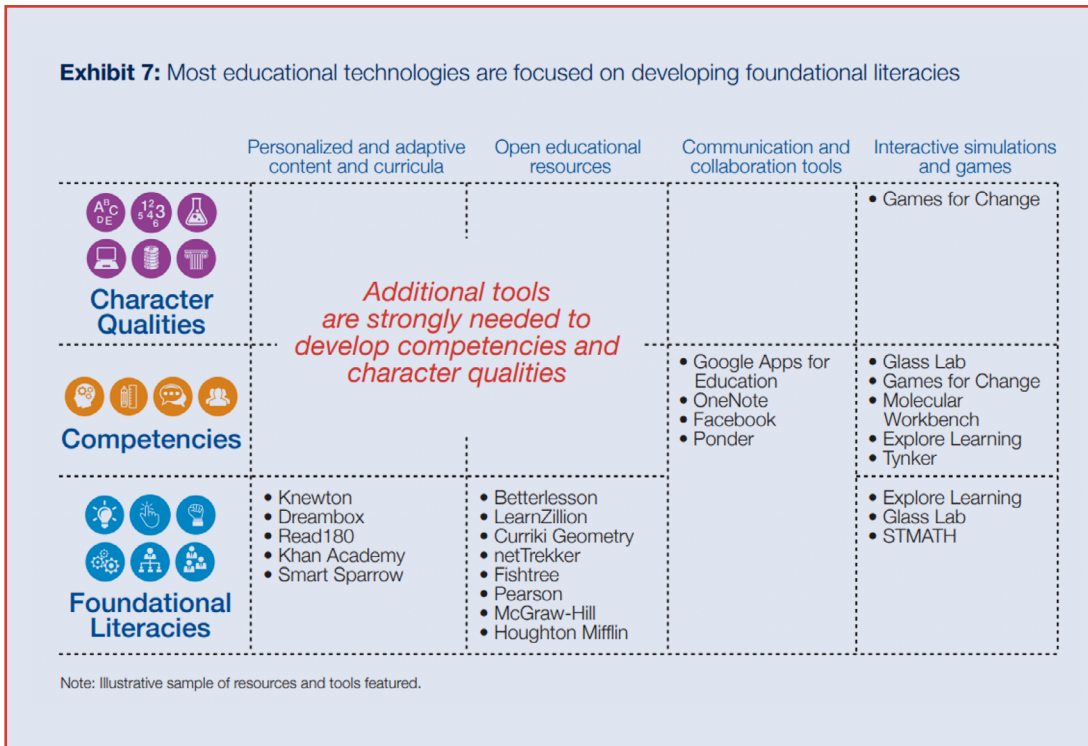 Exhibit 7: Most educational technologies are focused on developing foundational literacies
Personalized and adaptive
content and curricula
Open educational
resources
Communication and
collaboration tools
Interactive simulations
and games
ABC
DE
12
543
6
Character
Qualities
• Games for Change
Additional tools
are strongly needed to
develop competencies and
character qualities
Competencies
• Google Apps for
Education
• OneNote
• Facebook
• Ponder
• Glass Lab
• Games for Change
• Molecular
Workbench
• Explore Learning
• Tynker
Foundational
Literacies
• Knewton
• Dreambox
• Read180
• Khan Academy
• Smart Sparrow
• Betterlesson
• LearnZillion
• Curriki Geometry
• netTrekker
• Fishtree
• Pearson
• McGraw-Hill
• Houghton Mifflin
• Explore Learning
• Glass Lab
• STMATH
Note: Illustrative sample of resources and tools featured.